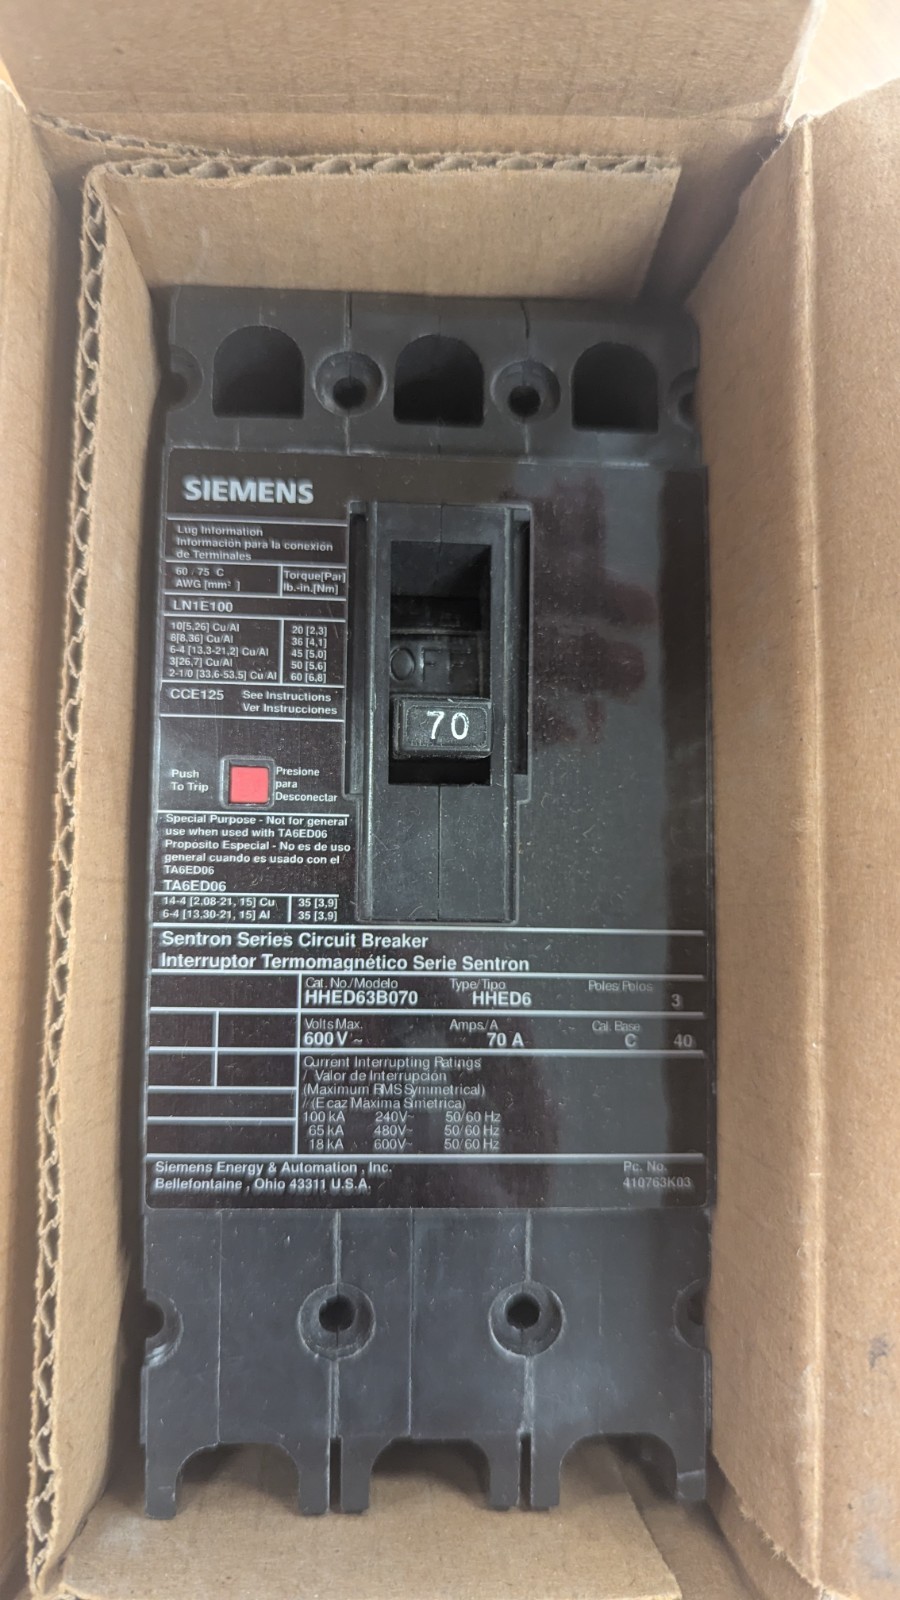 SIEMENS
Lug Information
Información para la conexión
de Terminales
60 / 75 C
AWG [mm² ]
Torque[Par]
lb.-in.[Nm]
LN1E100
10[5,26] Cu/Al 20 [2,3]
8[8,36] Cu/Al 36 [4,1]
6-4 [13,3-21,2] Cu/Al 45 [5,0]
3[26,7] Cu/Al 50 [5,6]
2-1/0 [33,6-53,5] Cu/Al 60 [6,8]
CCE125 See Instructions
Ver Instrucciones
OFF
70
Push
To Trip
Presione
para
Desconectar
Special Purpose - Not for general
use when used with TA6ED06
Propósito Especial - No es de uso
general cuando es usado con el
TA6ED06
TA6ED06
14-4 [2,08-21, 15] Cu 35 [3,9]
6-4 [13,30-21, 15] Al 35 [3,9]
Sentron Series Circuit Breaker
Interruptor Termomagnético Serie Sentron
Cat. No./Modelo Type/Tipo Poles Polos
HHED63B070 HHED6 3
Volts Max. Amps/A Cal. Base
600V ~ 70 A C 40
Current Interrupting Ratings
/ Valor de Interrupción
(Maximum RMS Symmetrical)
/ (E caz Máxima Simetrica)
100 kA 240V~ 50/60 Hz
65 kA 480V~ 50/60 Hz
18 kA 600V~ 50/60 Hz
Siemens Energy & Automation , Inc. Pc. No.
Bellefontaine , Ohio 43311 U.S.A. 410763K03